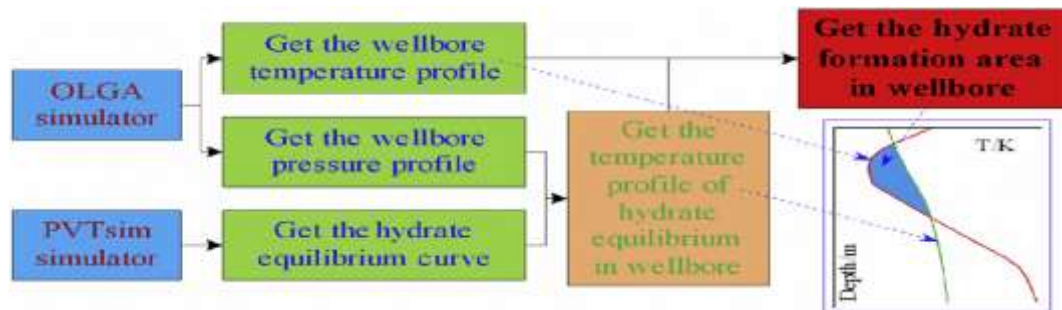 OLGA
simulator
PVTsim
simulator
Get the wellbore
temperature profile
Get the wellbore
pressure profile
Get the hydrate
equilibrium curve
Get the
temperature
profile of
hydrate
equilibrium
in wellbore
Get the hydrate
formation area
in wellbore
T/K
Depth/m